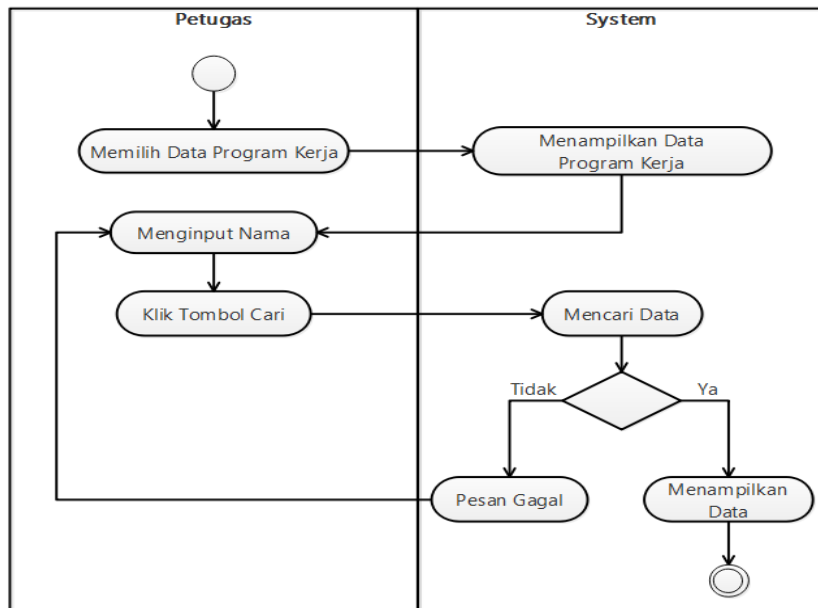 Petugas
System
Memilih Data Program Kerja
Menampilkan Data
Program Kerja
Menginput Nama
Klik Tombol Cari
Mencari Data
Tidak
Ya
Pesan Gagal
Menampilkan
Data